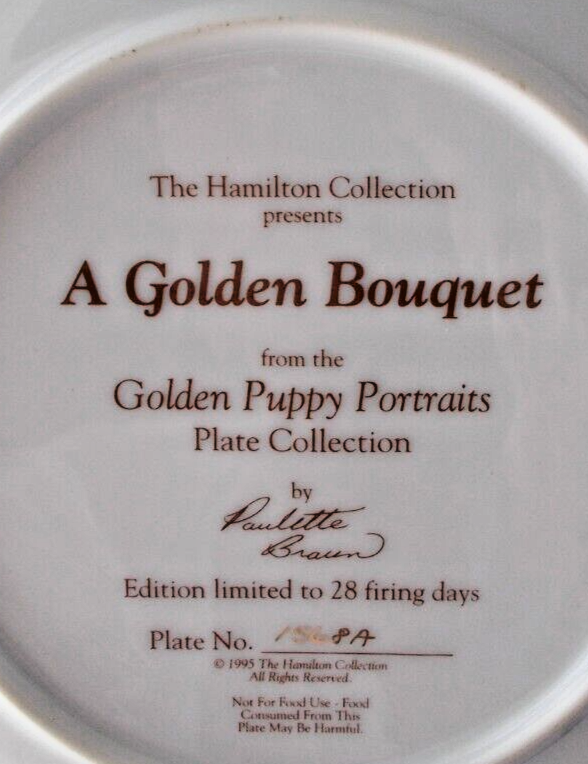 The Hamilton Collection
presents
A Golden Bouquet
from the
Golden Puppy Portraits
Plate Collection
by
Paulette
Braun
Edition limited to 28 firing days
Plate No.
© 1995 The Hamilton Collection
All Rights Reserved.
Not For Food Use - Food
Consumed From This
Plate May Be Harmful.